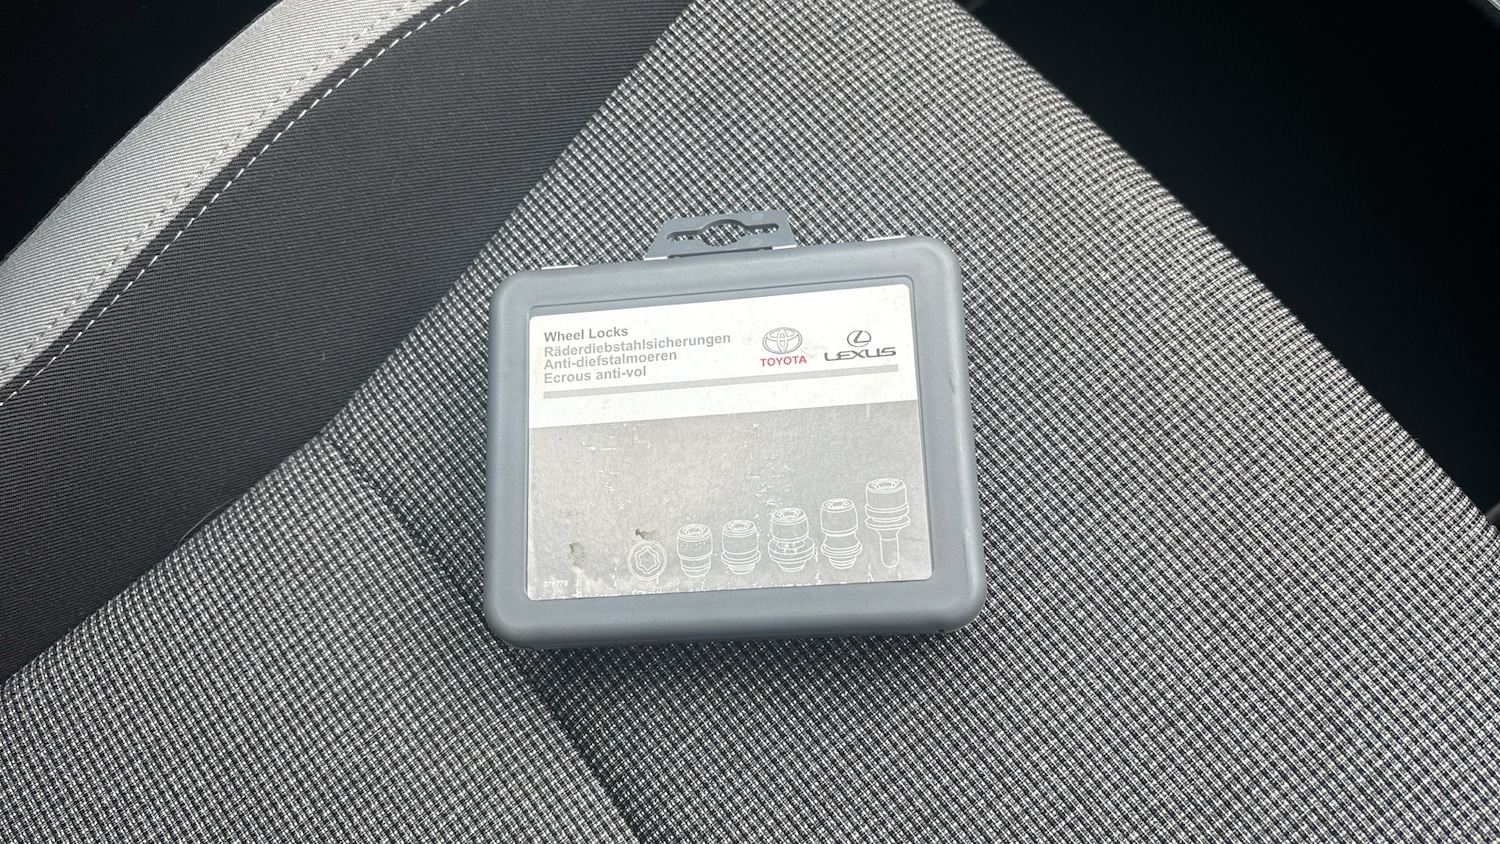 Wheel Locks
Räderdiebstahlsicherungen
Anti-diefstalmoeren
Ecrous anti-vol
TOYOTA
LEXUS